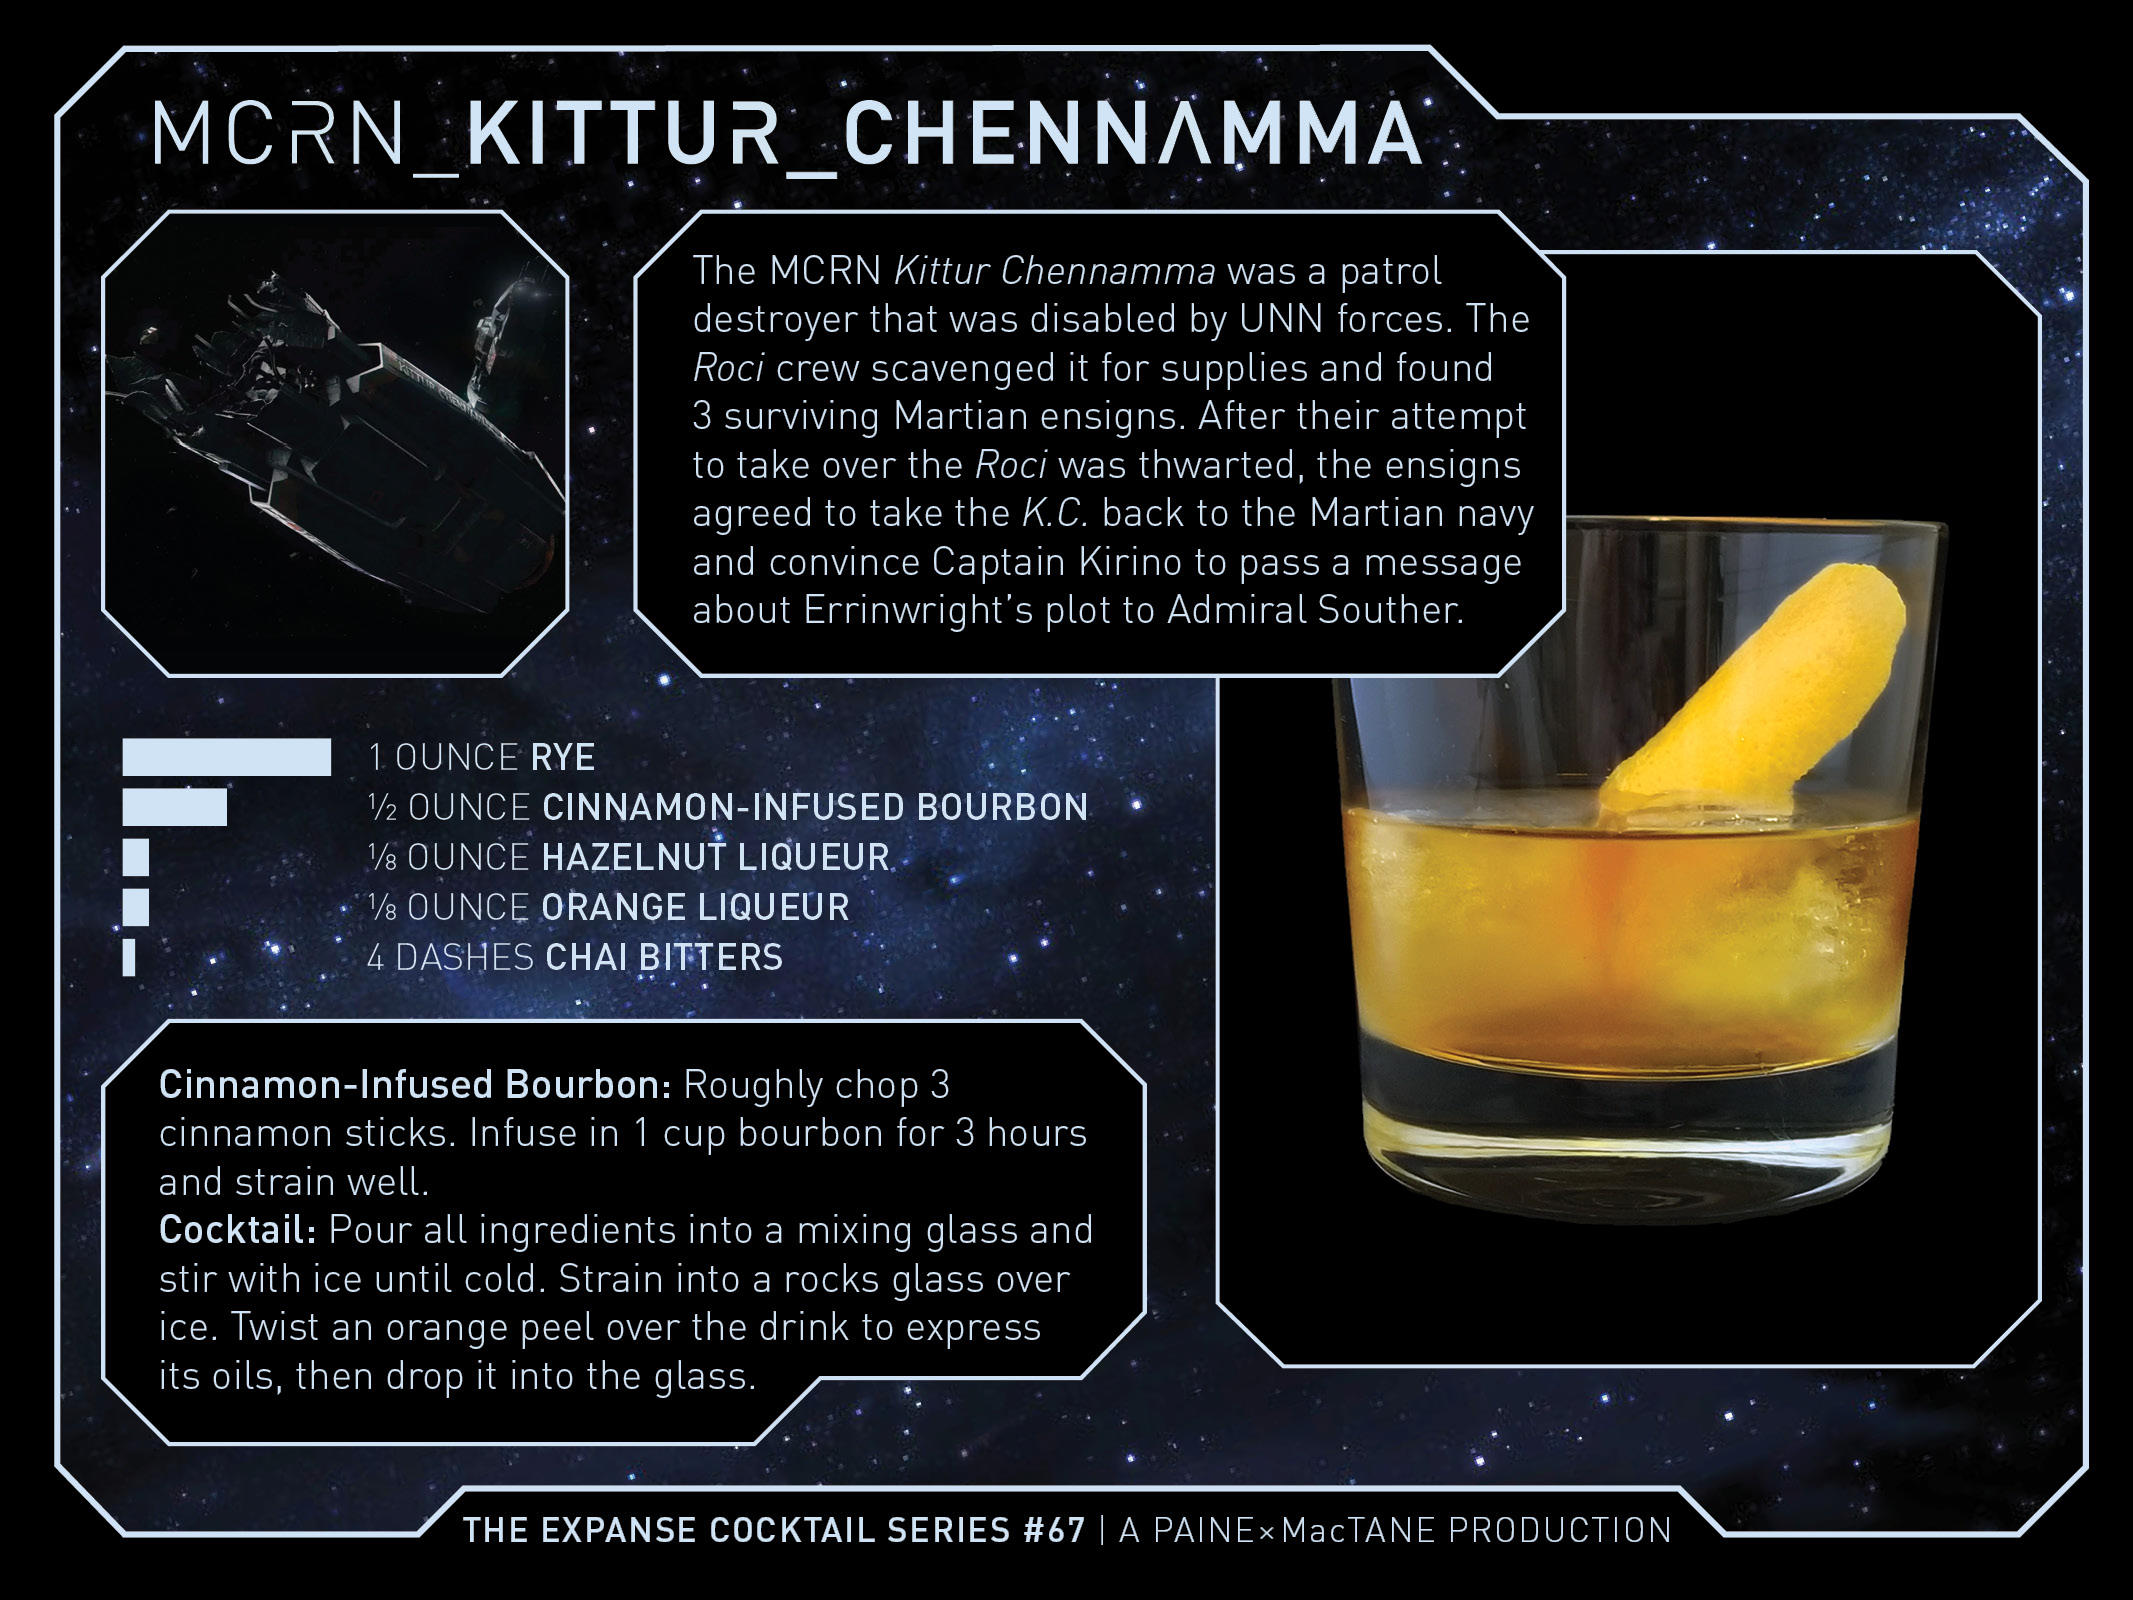 MCRN_KITTUR_CHENNAMMA
KITTUR CHENNAMMA
The MCRN Kittur Chennamma was a patrol
destroyer that was disabled by UNN forces. The
Roci crew scavenged it for supplies and found
3 surviving Martian ensigns. After their attempt
to take over the Roci was thwarted, the ensigns
agreed to take the K.C. back to the Martian navy
and convince Captain Kirino to pass a message
about Errinwright’s plot to Admiral Souther.
1 OUNCE RYE
½ OUNCE CINNAMON-INFUSED BOURBON
⅛ OUNCE HAZELNUT LIQUEUR
⅛ OUNCE ORANGE LIQUEUR
4 DASHES CHAI BITTERS
Cinnamon-Infused Bourbon: Roughly chop 3
cinnamon sticks. Infuse in 1 cup bourbon for 3 hours
and strain well.
Cocktail: Pour all ingredients into a mixing glass and
stir with ice until cold. Strain into a rocks glass over
ice. Twist an orange peel over the drink to express
its oils, then drop it into the glass.
THE EXPANSE COCKTAIL SERIES #67 | A PAINE×MacTANE PRODUCTION